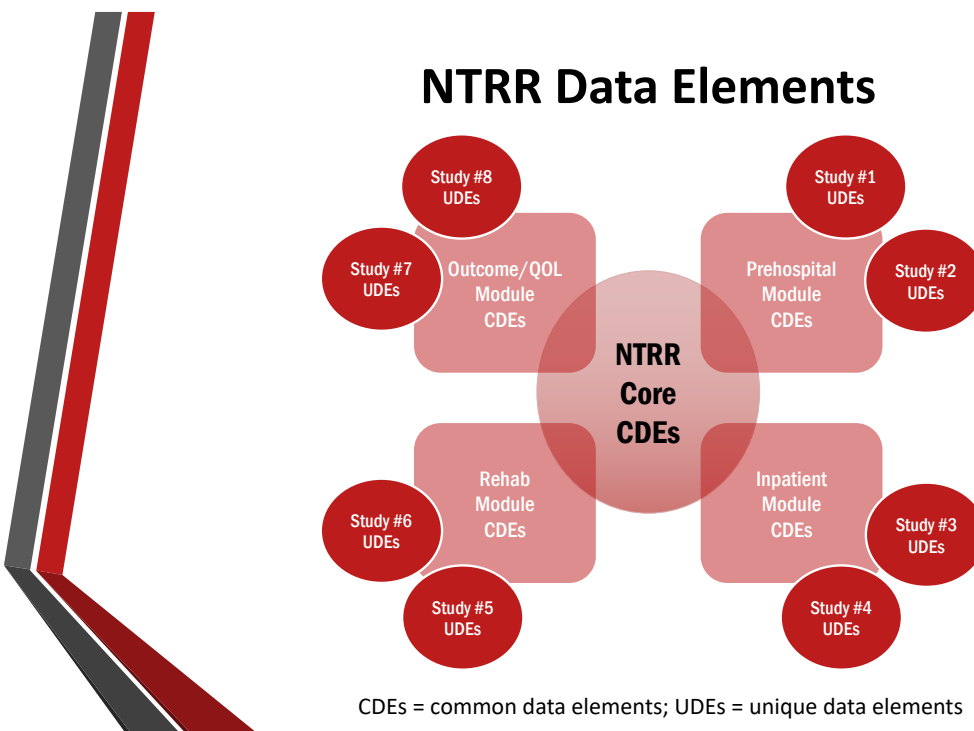 NTRR Data Elements
Study #8
UDEs
Study #1
UDEs
Study #7
UDEs
Outcome/QOL
Module
CDEs
Prehospital
Module
CDEs
Study #2
UDEs
NTRR
Core
CDEs
Study #6
UDEs
Rehab
Module
CDEs
Inpatient
Module
CDEs
Study #3
UDEs
Study #5
UDEs
Study #4
UDEs
CDEs = common data elements; UDEs = unique data elements